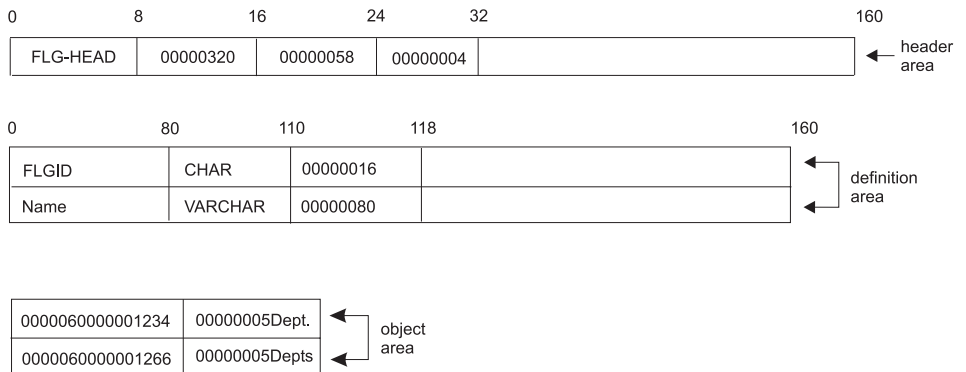 0 8 16 24 32 160
FLG-HEAD 00000320 00000058 00000004
header
area
0 80 110 118 160
FLGID CHAR 00000016
Name VARCHAR 00000080
definition
area
0000060000001234 00000005Dept.
0000060000001266 00000005Depts
object
area